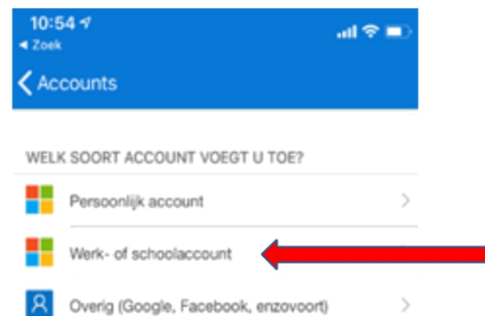 10:54
Zoek
Accounts
WELK SOORT ACCOUNT VOEGT U TOE?
Persoonlijk account
Werk- of schoolaccount
Overig (Google, Facebook, enzovoort)